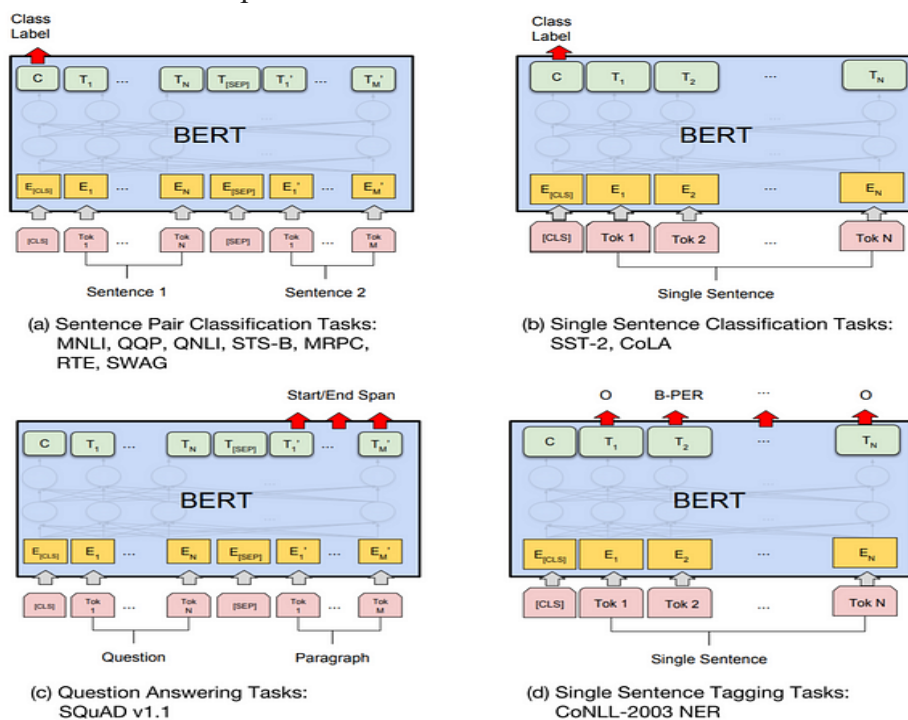 Class
Label
C T1 ... TN T[SEP] T1' ... TM'
BERT
E[CLS] E1 ... EN E[SEP] E1' ... EM'
[CLS] Tok 1 ... Tok N [SEP] Tok 1 ... Tok M
Sentence 1 Sentence 2
(a) Sentence Pair Classification Tasks:
MNLI, QQP, QNLI, STS-B, MRPC,
RTE, SWAG
Class
Label
C T1 T2 ... TN
BERT
E[CLS] E1 E2 ... EN
[CLS] Tok 1 Tok 2 ... Tok N
Single Sentence
(b) Single Sentence Classification Tasks:
SST-2, CoLA
Start/End Span
C T1 ... TN T[SEP] T1' ... TM'
BERT
E[CLS] E1 ... EN E[SEP] E1' ... EM'
[CLS] Tok 1 ... Tok N [SEP] Tok 1 ... Tok M
Question Paragraph
(c) Question Answering Tasks:
SQuAD v1.1
O B-PER ... O
C T1 T2 ... TN
BERT
E[CLS] E1 E2 ... EN
[CLS] Tok 1 Tok 2 ... Tok N
Single Sentence
(d) Single Sentence Tagging Tasks:
CoNLL-2003 NER